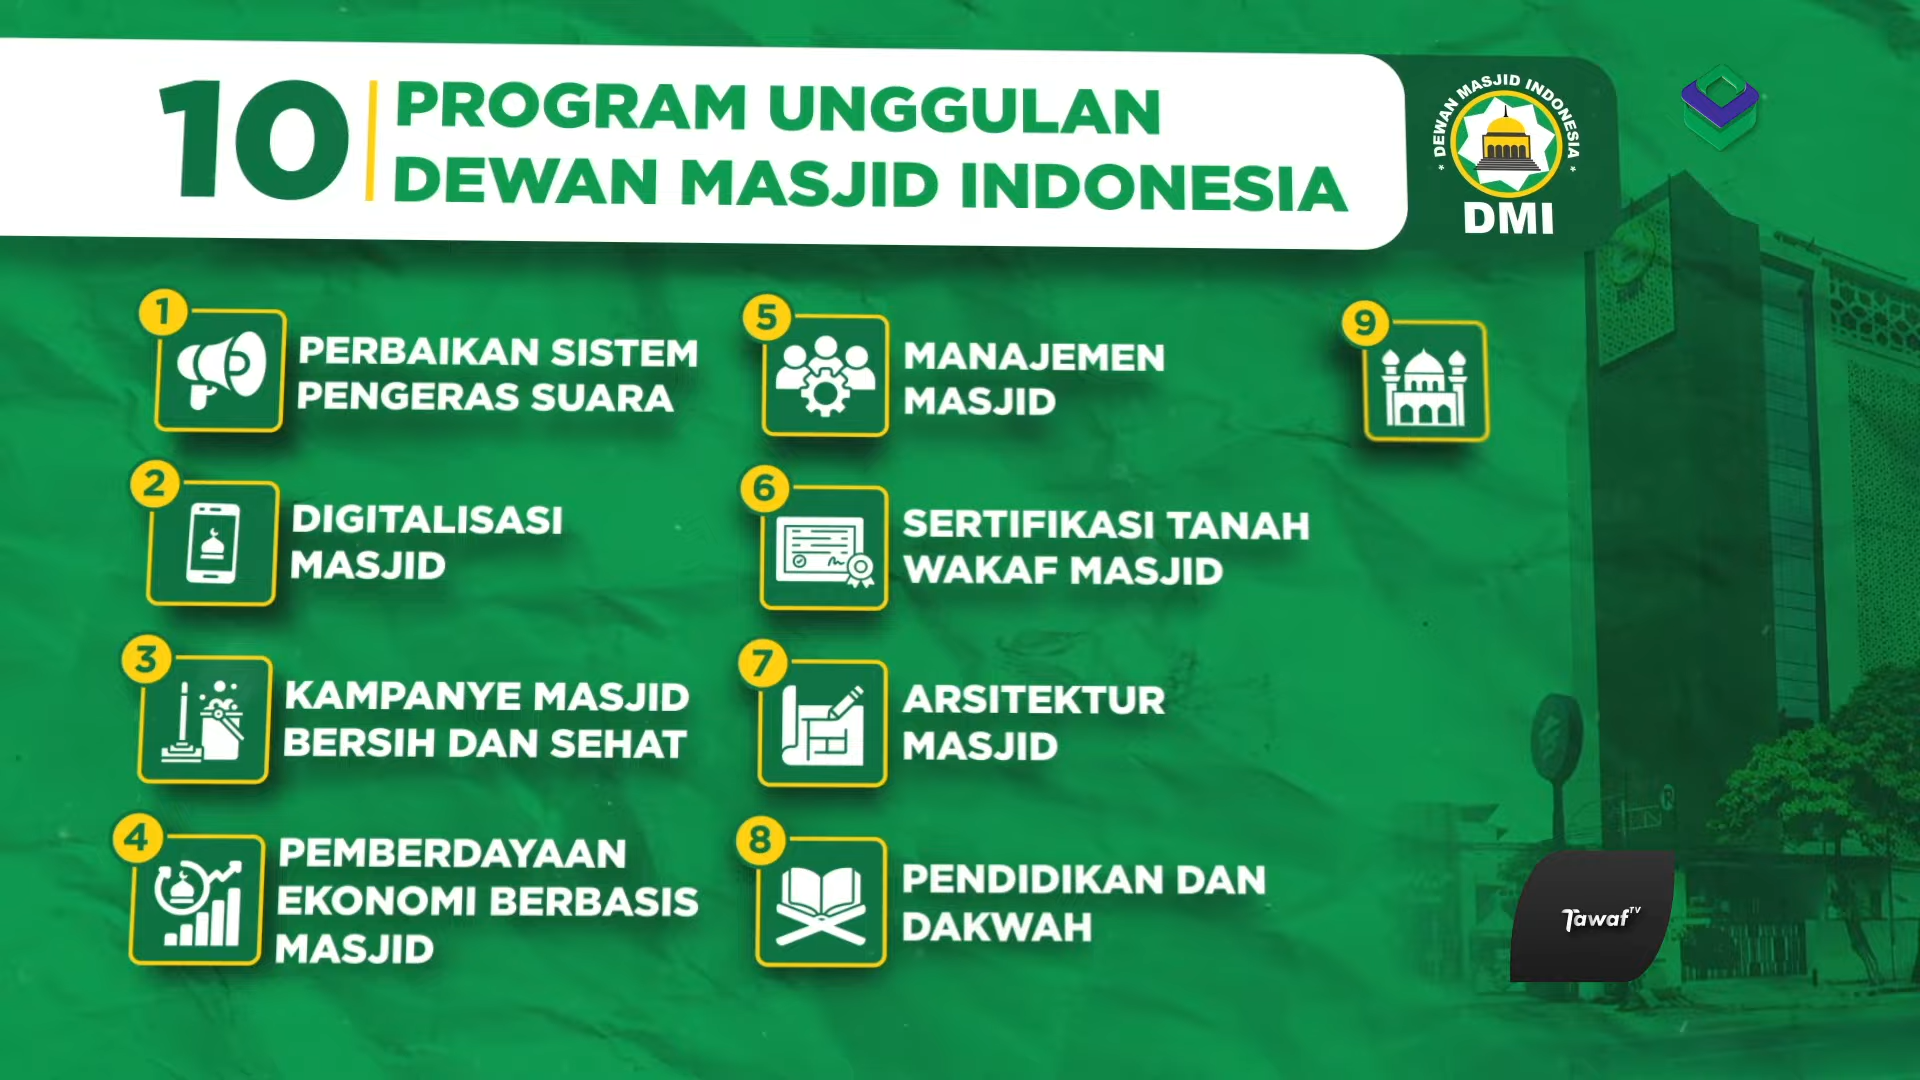 10
PROGRAM UNGGULAN
DEWAN MASJID INDONESIA
* DEWAN MASJID INDONESIA *
DMI
1
PERBAIKAN SISTEM
PENGERAS SUARA
2
DIGITALISASI
MASJID
3
KAMPANYE MASJID
BERSIH DAN SEHAT
4
PEMBERDAYAAN
EKONOMI BERBASIS
MASJID
5
MANAJEMEN
MASJID
6
SERTIFIKASI TANAH
WAKAF MASJID
7
ARSITEKTUR
MASJID
8
PENDIDIKAN DAN
DAKWAH
9
Tawaf TV